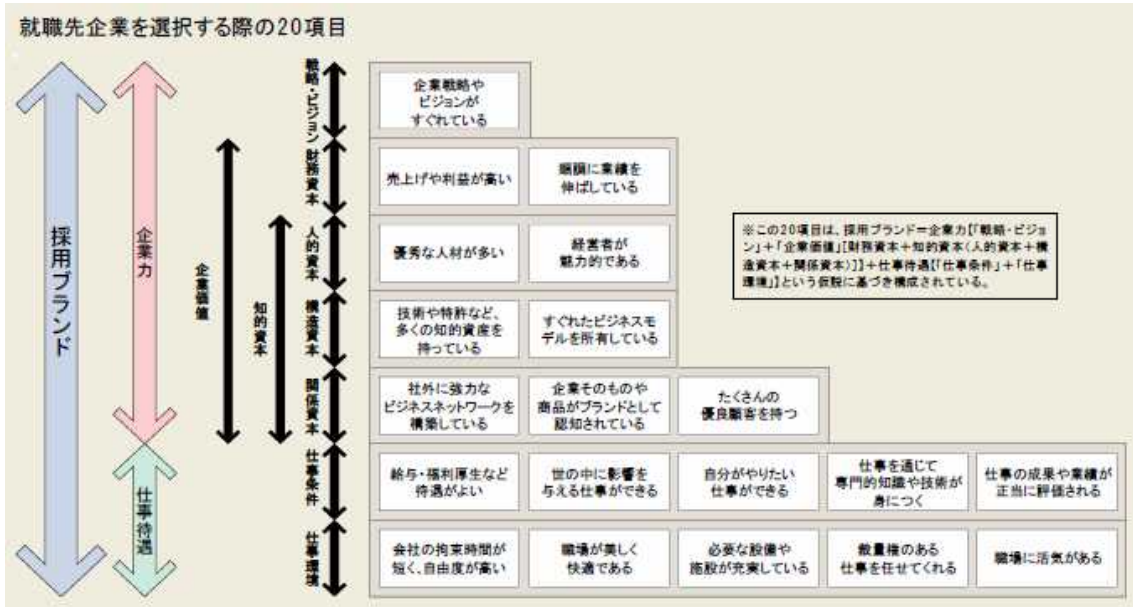 就職先企業を選択する際の20項目
採用ブランド
企業力
仕事待遇
企業価値
知的資本
戦略・ビジョン
企業戦略や
ビジョンが
すぐれている
財務資本
売上げや利益が高い
順調に業績を
伸ばしている
人的資本
優秀な人材が多い
経営者が
魅力的である
構造資本
技術や特許など、
多くの知的資産を
持っている
すぐれたビジネスモ
デルを所有している
関係資本
社外に強力な
ビジネスネットワークを
構築している
企業そのものや
商品がブランドとして
認知されている
たくさんの
優良顧客を持つ
仕事条件
給与・福利厚生など
待遇がよい
世の中に影響を
与える仕事ができる
自分がやりたい
仕事ができる
仕事を通じて
専門的知識や技術が
身につく
仕事の成果や業績が
正当に評価される
仕事環境
会社の拘束時間が
短く、自由度が高い
職場が美しく
快適である
必要な設備や
施設が充実している
裁量権のある
仕事を任せてくれる
職場に活気がある
※この20項目は、採用ブランド=企業力【「戦略・ビジョ
ン」+「企業価値」[財務資本+知的資本(人的資本+構
造資本+関係資本)]】+仕事待遇【「仕事条件」+「仕事
環境」】という仮説に基づき構成されている。